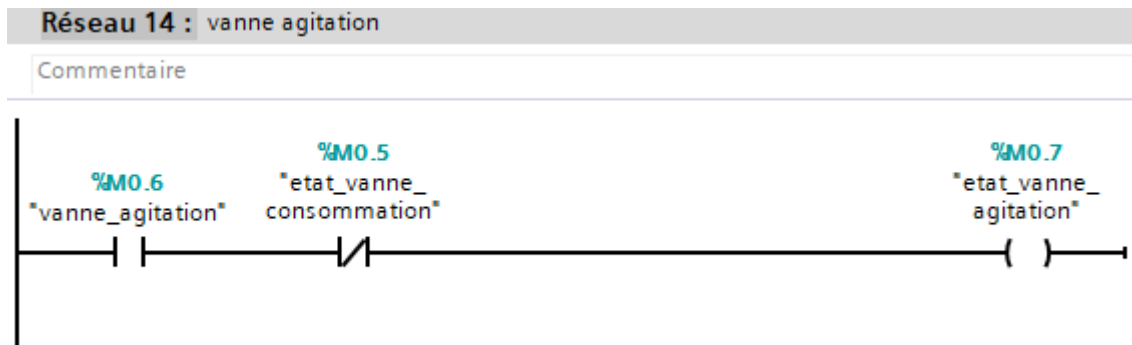 Réseau 14 : vanne agitation
Commentaire
%M0.6
"vanne_agitation"
%M0.5
"etat_vanne_
consommation"
%M0.7
"etat_vanne_
agitation"